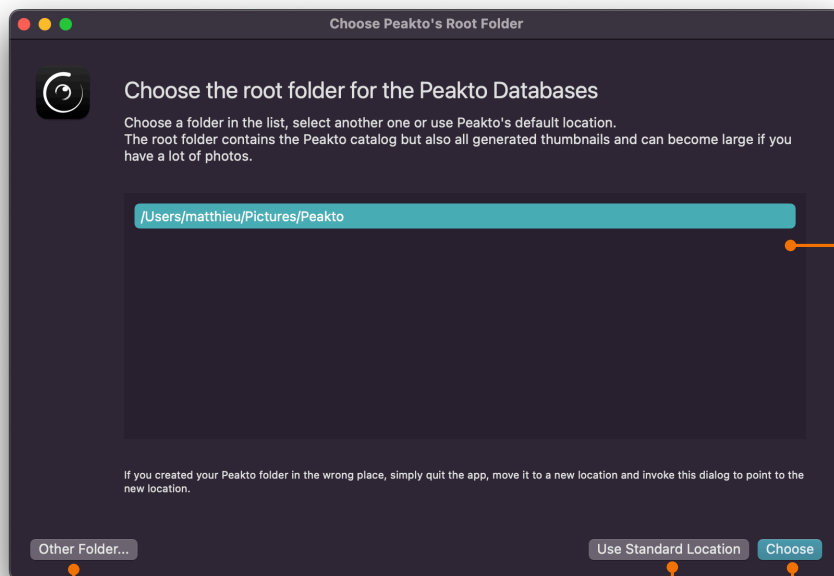 Choose Peakto's Root Folder
Choose the root folder for the Peakto Databases
Choose a folder in the list, select another one or use Peakto's default location.
The root folder contains the Peakto catalog but also all generated thumbnails and can become large if you
have a lot of photos.
/Users/matthieu/Pictures/Peakto
If you created your Peakto folder in the wrong place, simply quit the app, move it to a new location and invoke this dialog to point to the
new location.
Other Folder...
Use Standard Location
Choose